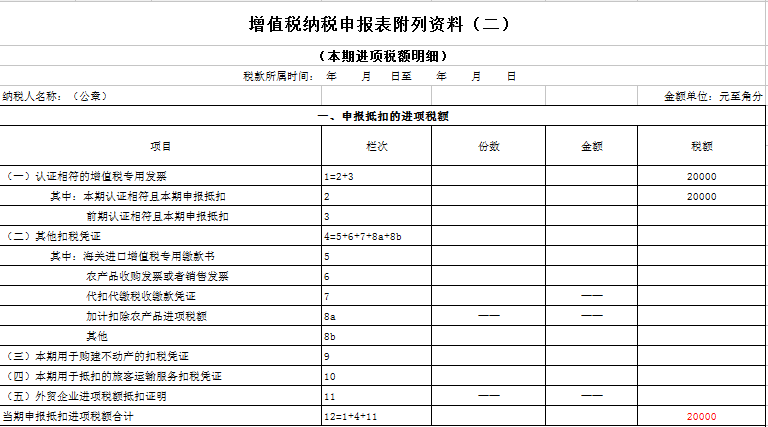 增值税纳税申报表附列资料（二）
（本期进项税额明细）
税款所属时间： 年 月 日至 年 月 日
纳税人名称：（公章） 金额单位：元至角分
一、申报抵扣的进项税额
项目 栏次 份数 金额 税额
（一）认证相符的增值税专用发票 1=2+3 20000
其中：本期认证相符且本期申报抵扣 2 20000
前期认证相符且本期申报抵扣 3
（二）其他扣税凭证 4=5+6+7+8a+8b
其中：海关进口增值税专用缴款书 5
农产品收购发票或者销售发票 6
代扣代缴税收缴款凭证 7 ——
加计扣除农产品进项税额 8a —— ——
其他 8b
（三）本期用于购建不动产的扣税凭证 9
（四）本期用于抵扣的旅客运输服务扣税凭证 10
（五）外贸企业进项税额抵扣证明 11 —— ——
当期申报抵扣进项税额合计 12=1+4+11 20000